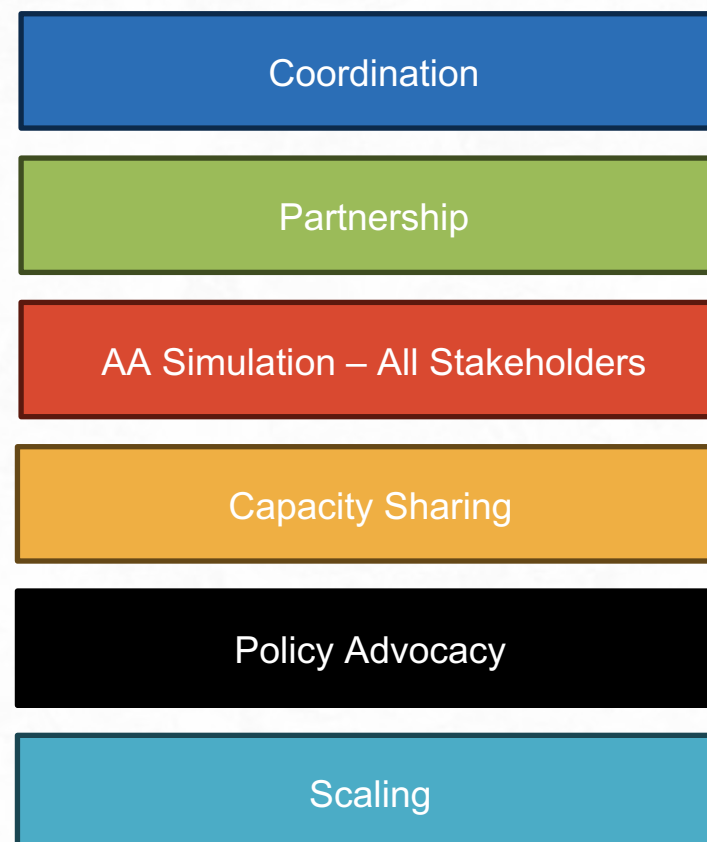 Coordination
Partnership
AA Simulation – All Stakeholders
Capacity Sharing
Policy Advocacy
Scaling